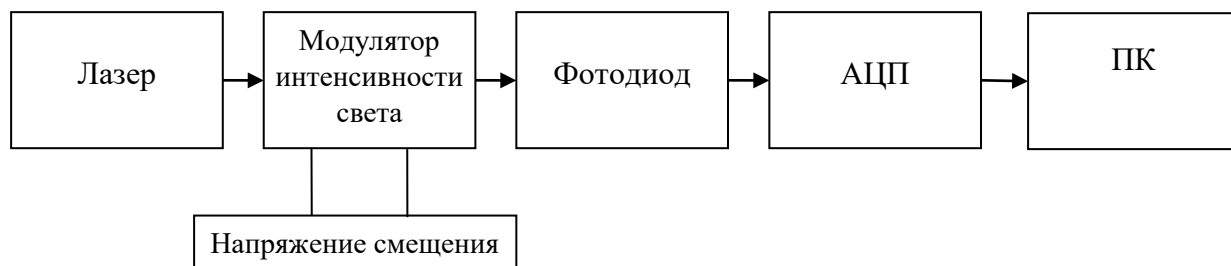 Лазер
Модулятор
интенсивности
света
Фотодиод
АЦП
ПК
Напряжение смещения